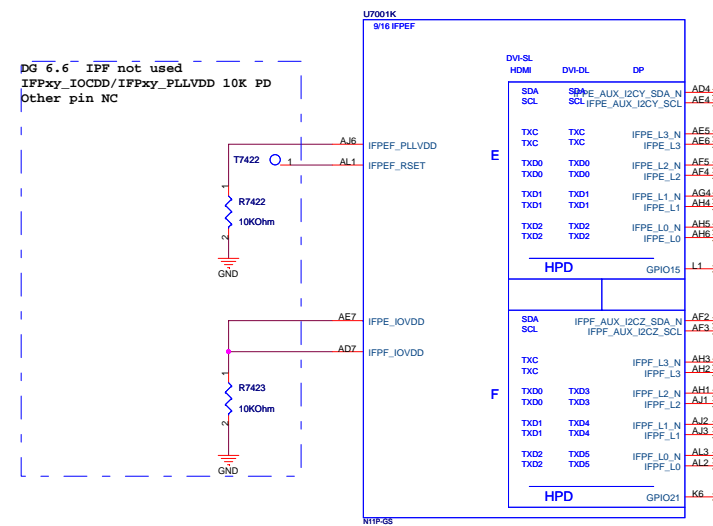 U7001K
9/16 IFPEF
DG 6.6 IPF not used
IFPxy_IOCDD/IFPxy_PLLVDD 10K PD
Other pin NC
DVI-SL
HDMI DVI-DL DP
SDA SDA IFPE_AUX_I2CY_SDA_N AD4
SCL SCL IFPE_AUX_I2CY_SCL AE4
TXC TXC IFPE_L3_N AE5
TXC TXC IFPE_L3 AE6
AJ6 IFPEF_PLLVDD
T7422 1 AL1 IFPEF_RSET
E
TXD0 TXD0 IFPE_L2_N AF5
TXD0 TXD0 IFPE_L2 AF4
TXD1 TXD1 IFPE_L1_N AG4
TXD1 TXD1 IFPE_L1 AH4
TXD2 TXD2 IFPE_L0_N AH5
TXD2 TXD2 IFPE_L0 AH6
1
R7422
10KOhm
2
GND
HPD GPIO15 L1
AE7 IFPE_IOVDD
AD7 IFPF_IOVDD
SDA IFPF_AUX_I2CZ_SDA_N AF2
SCL IFPF_AUX_I2CZ_SCL AF3
TXC IFPF_L3_N AH3
TXC IFPF_L3 AH2
F
TXD0 TXD3 IFPF_L2_N AH1
TXD0 TXD3 IFPF_L2 AJ1
TXD1 TXD4 IFPF_L1_N AJ2
TXD1 TXD4 IFPF_L1 AJ3
TXD2 TXD5 IFPF_L0_N AL3
TXD2 TXD5 IFPF_L0 AL2
1
R7423
10KOhm
2
GND
HPD GPIO21 K6
N11P-GS